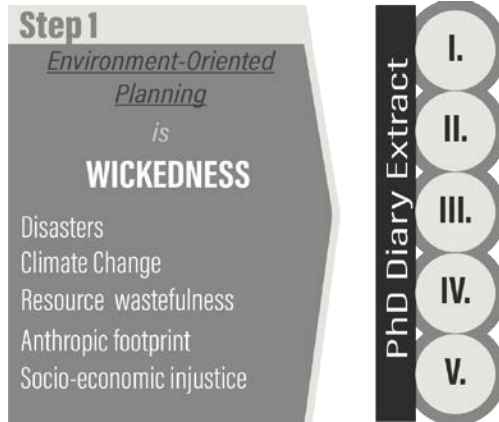 Step 1
Environment-Oriented
Planning
is
WICKEDNESS
Disasters
Climate Change
Resource wastefulness
Anthropic footprint
Socio-economic injustice
PhD Diary Extract
I.
II.
III.
IV.
V.